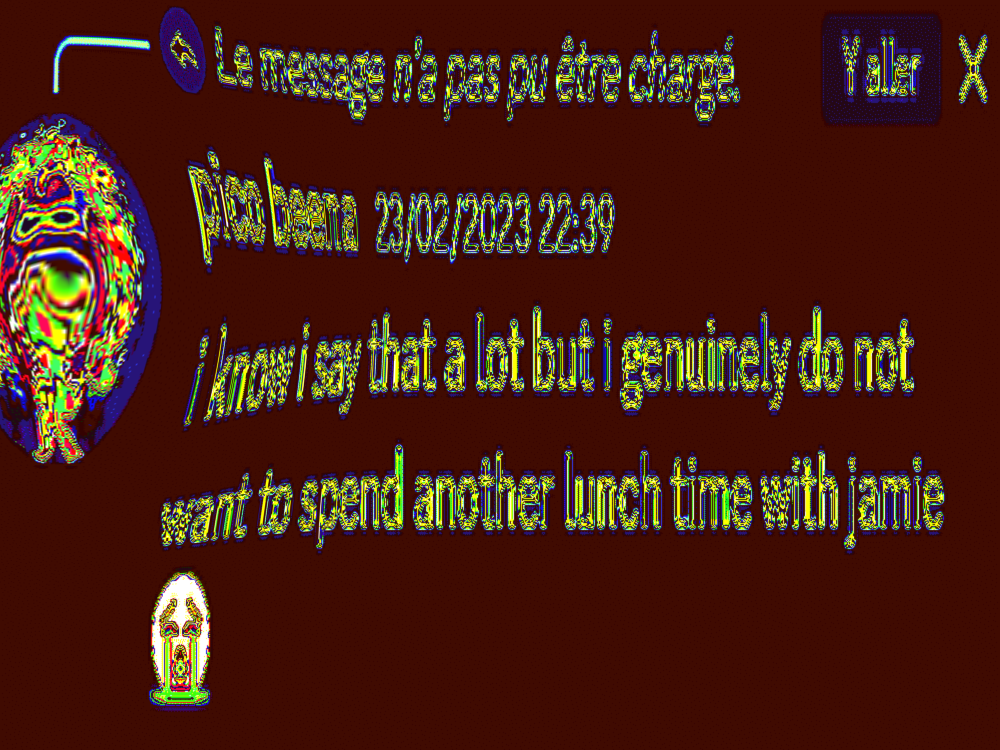 Le message n'a pas pu être chargé. Y aller X
pico beema 23/02/2023 22:39
i know i say that a lot but i genuinely do not
want to spend another lunch time with jamie